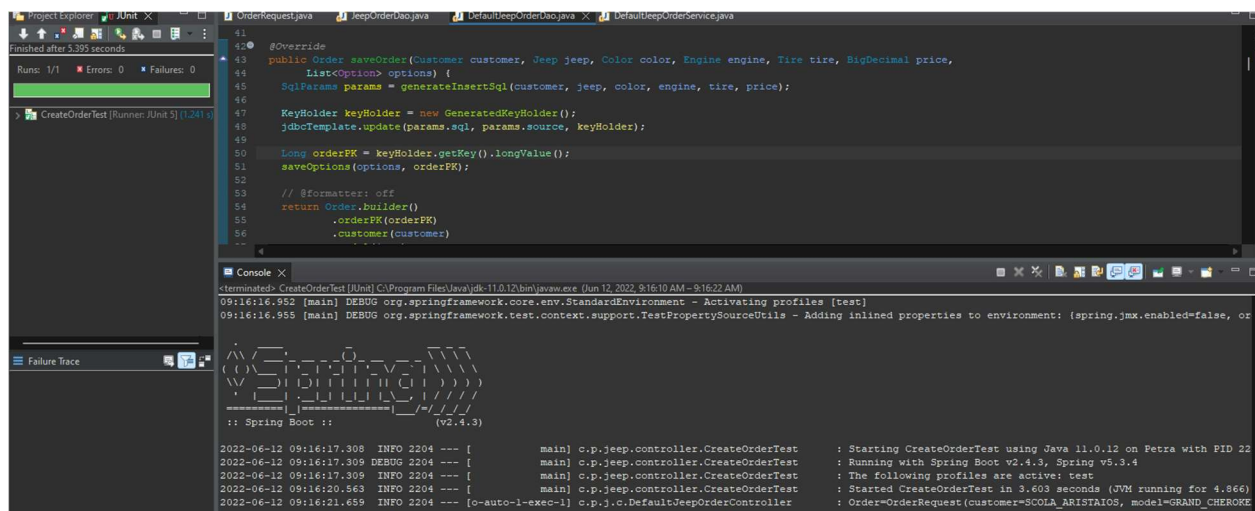 Project Explorer JUnit
OrderRequest.java JeepOrderDao.java DefaultJeepOrderDao.java DefaultJeepOrderService.java
Finished after 5.395 seconds
Runs: 1/1 Errors: 0 Failures: 0
CreateOrderTest [Runner: JUnit 5] (1.241 s)
Failure Trace
41
42 @Override
43 public Order saveOrder(Customer customer, Jeep jeep, Color color, Engine engine, Tire tire, BigDecimal price,
44 List<Option> options) {
45 SqlParams params = generateInsertSql(customer, jeep, color, engine, tire, price);
46
47 KeyHolder keyHolder = new GeneratedKeyHolder();
48 jdbcTemplate.update(params.sql, params.source, keyHolder);
49
50 Long orderPK = keyHolder.getKey().longValue();
51 saveOptions(options, orderPK);
52
53 // @formatter: off
54 return Order.builder()
55 .orderPK(orderPK)
56 .customer(customer)
Console
<terminated> CreateOrderTest [JUnit] C:\Program Files\Java\jdk-11.0.12\bin\javaw.exe (Jun 12, 2022, 9:16:10 AM – 9:16:22 AM)
09:16:16.952 [main] DEBUG org.springframework.core.env.StandardEnvironment - Activating profiles [test]
09:16:16.955 [main] DEBUG org.springframework.test.context.support.TestPropertySourceUtils - Adding inlined properties to environment: {spring.jmx.enabled=false, or
Spring
:: Spring Boot :: (v2.4.3)
2022-06-12 09:16:17.308 INFO 2204 --- [ main] c.p.jeep.controller.CreateOrderTest : Starting CreateOrderTest using Java 11.0.12 on Petra with PID 22
2022-06-12 09:16:17.309 DEBUG 2204 --- [ main] c.p.jeep.controller.CreateOrderTest : Running with Spring Boot v2.4.3, Spring v5.3.4
2022-06-12 09:16:17.309 INFO 2204 --- [ main] c.p.jeep.controller.CreateOrderTest : The following profiles are active: test
2022-06-12 09:16:20.563 INFO 2204 --- [ main] c.p.jeep.controller.CreateOrderTest : Started CreateOrderTest in 3.603 seconds (JVM running for 4.866)
2022-06-12 09:16:21.659 INFO 2204 --- [o-auto-1-exec-1] c.p.j.c.DefaultJeepOrderController : Order=OrderRequest(customer=SCOLA_ARISTAIOS, model=GRAND_CHEROKE